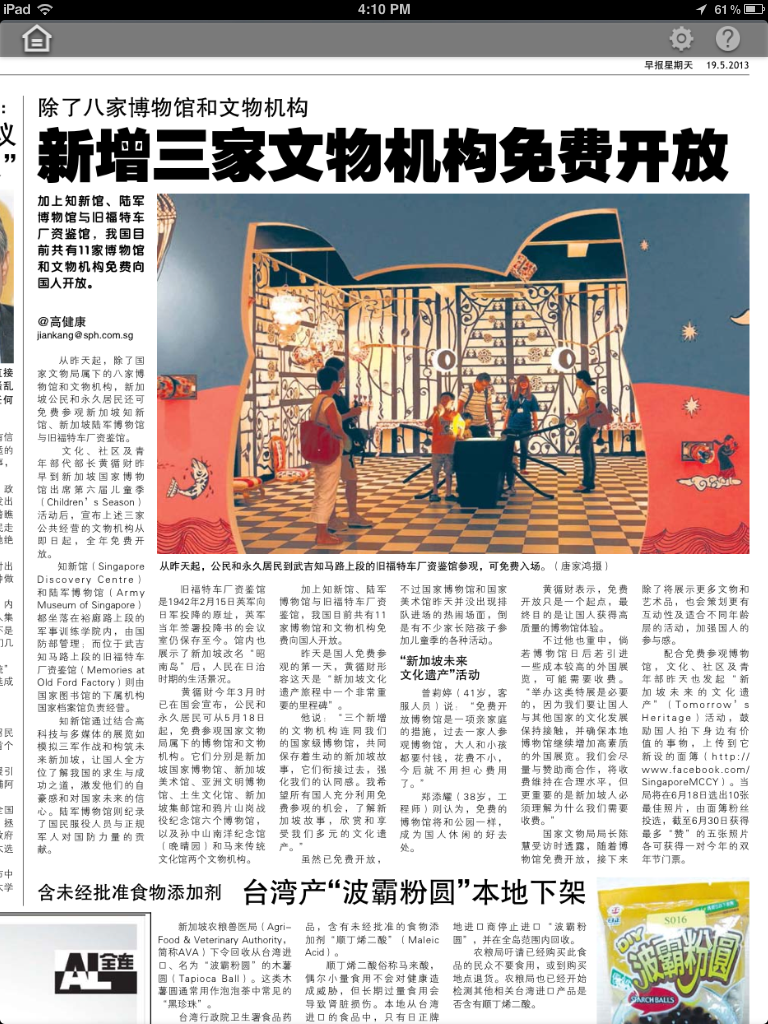 iPad
4:10 PM
61%
早报星期天 19.5.2013
除了八家博物馆和文物机构
新增三家文物机构免费开放
加上知新馆、陆军
博物馆与旧福特车
厂资鉴馆,我国目
前共有11家博物馆
和文物机构免费向
国人开放。
@高健康
jiankang@sph.com.sg
从昨天起,除了国
家文物局属下的八家博
物馆和文物机构,新加
坡公民和永久居民还可
免费参观新加坡知新
馆、新加坡陆军博物馆
与旧福特车厂资鉴馆。
文化、社区及青
年部代部长黄循财昨
早到新加坡国家博物
馆出席第六届儿童季
(Children's Season)
活动后,宣布上述三家
公共经营的文物机构从
即日起,全年免费开
放。
知新馆(Singapore
Discovery Centre)
和陆军博物馆(Army
Museum of Singapore)
都坐落在裕廊路上段的
军事训练学院内,由国
防部管理;而位于武吉
知马路上段的旧福特车
厂资鉴馆(Memories at
Old Ford Factory)则由
国家图书馆的下属机构
国家档案馆负责经营。
知新馆通过结合高
科技与多媒体的展览如
模拟三军作战和构筑未
来新加坡,让国人全方
位了解我国的求生与成
功之道,激发他们的自
豪感和对国家未来的信
心。陆军博物馆则纪录
了国民服役人员与正规
军人对国防力量的贡
献。
从昨天起,公民和永久居民到武吉知马路上段的旧福特车厂资鉴馆参观,可免费入场。(唐家鸿摄)
旧福特车厂资鉴馆
是1942年2月15日英军向
日军投降的原址,英军
当年签署投降书的会议
室仍保存至今。馆内也
展示了新加坡改名“昭
南岛”后,人民在日治
时期的生活景况。
黄循财今年3月时
已在国会宣布,公民和
永久居民可从5月18日
起,免费参观国家文物
局属下的博物馆和文物
机构。它们分别是新加
坡国家博物馆、新加坡
美术馆、亚洲文明博物
馆、土生文化馆、新加
坡集邮馆和鸦片山岗战
役纪念馆六个博物馆,
以及孙中山南洋纪念馆
(晚晴园)和马来传统
文化馆两个文物机构。
加上知新馆、陆军
博物馆与旧福特车厂资
鉴馆,我国目前共有11
家博物馆和文物机构免
费向国人开放。
昨天是国人免费参
观的第一天,黄循财形
容这天是“新加坡文化
遗产旅程中一个非常重
要的里程碑”。
他说:“三个新增
的文物机构连同我们
的国家级博物馆,共同
保存着生动的新加坡故
事,它们衔接过去,强
化我们的认同感。我希
望所有国人充分利用免
费参观的机会,了解新
加坡故事,欣赏和享
受我们多元的文化遗
产。”
虽然已免费开放,
不过国家博物馆和国家
美术馆昨天并没出现排
队进场的热闹场面,倒
是有不少家长陪孩子参
加儿童季的各种活动。
“新加坡未来
文化遗产”活动
曾莉婷(41岁,客
服人员)说:“免费开
放博物馆是一项亲家庭
的措施,过去一家人参
观博物馆,大人和小孩
都要付钱,花费不小,
今后就不用担心费用
了。”
郑添耀(38岁,工
程师)则认为,免费的
博物馆将和公园一样,
成为国人休闲的好去
处。
黄循财表示,免费
开放只是一个起点,最
终目的是让国人获得高
质量的博物馆体验。
不过他也重申,倘
若博物馆日后若引进
一些成本较高的外国展
览,可能需要收费。
“举办这类特展是必要
的,因为我们要让国人
与其他国家的文化发展
保持接触,并确保本地
博物馆继续增加高素质
的外国展览。我们会尽
量与赞助商合作,将收
费维持在合理水平,但
更重要的是新加坡人必
须理解为什么我们需要
收费。”
国家文物局局长陈
慧受访时透露,随着博
物馆免费开放,接下来
除了将展示更多文物和
艺术品,也会策划更有
互动性及适合不同年龄
层的活动,加强国人的
参与感。
配合免费参观博物
馆,文化、社区及青年
部昨天也发起“新加坡
未来的文化遗
产”(Tomorrow's
Heritage)活动,鼓
励国人拍下身边有价
值的事物,上传到它
新设的面簿(http://
www.facebook.com/
SingaporeMCCY)。当
局将在6月18日选出10张
最佳照片,由面簿粉丝
投选,截至6月30日获得
最多“赞”的五张照片
各可获得一对今年的双
年节门票。
含未经批准食物添加剂
台湾产“波霸粉圆”本地下架
新加坡农粮兽医局(Agri-
Food & Veterinary Authority,
简称AVA)下令回收从台湾进
口、名为“波霸粉圆”的木薯
圆(Tapioca Ball)。这类木
薯圆通常用作泡泡茶中常见的
“黑珍珠”。
台湾行政院卫生署食品药
品,含有未经批准的食物添
加剂“顺丁烯二酸”(Maleic
Acid)。
顺丁烯二酸俗称马来酸,
偶尔小量食用不会对健康造
成威胁,但长期过量食用会
导致肾脏损伤。本地从台湾
进口的食品中,只有日正牌
地进口商停止进口“波霸粉
圆”,并在全岛范围内回收。
农粮局吁请已经购买此食
品的民众不要食用,或到购买
地点退货。农粮局也已经开始
检测其他相关台湾进口产品是
否含有顺丁烯二酸。
AL全连
S016
DIY
波霸粉圆
STARCH BALLS